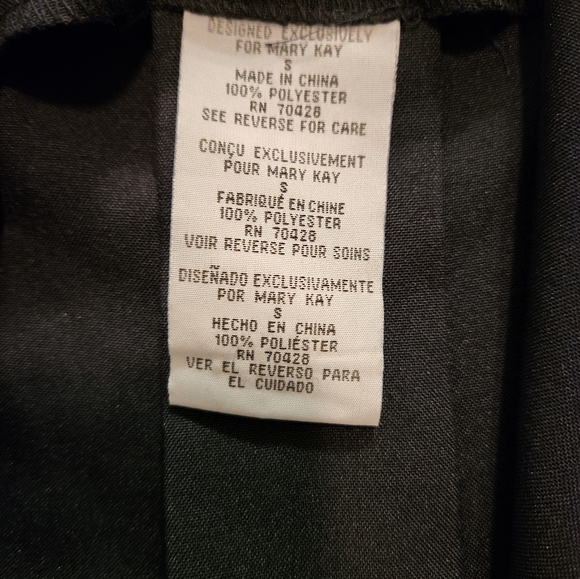 DESIGNED EXCLUSIVELY
FOR MARY KAY
S
MADE IN CHINA
100% POLYESTER
RN 70428
SEE REVERSE FOR CARE
CONÇU EXCLUSIVEMENT
POUR MARY KAY
S
FABRIQUÉ EN CHINE
100% POLYESTER
RN 70428
VOIR REVERSE POUR SOINS
DISEÑADO EXCLUSIVAMENTE
POR MARY KAY
S
HECHO EN CHINA
100% POLIÉSTER
RN 70428
VER EL REVERSO PARA
EL CUIDADO